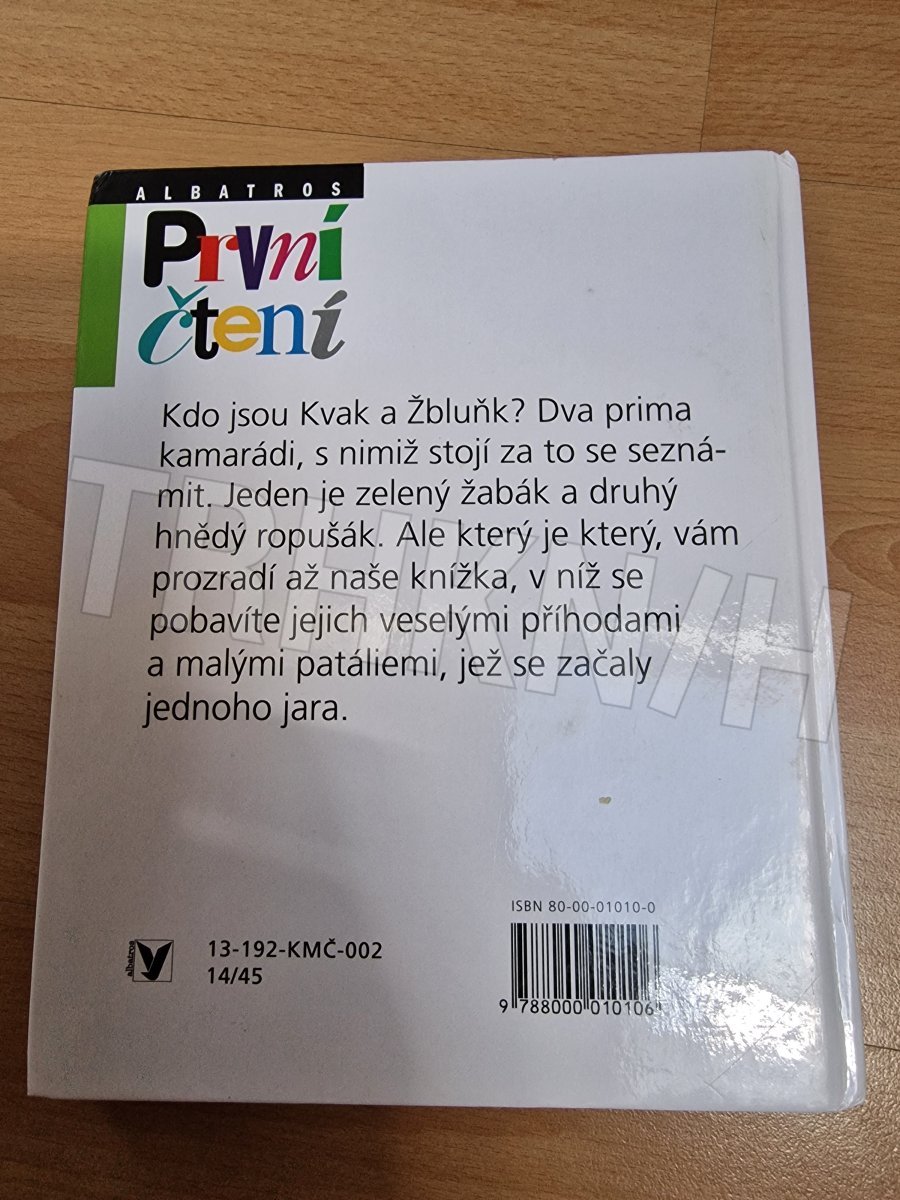 ALBATROS
První
čtení
Kdo jsou Kvak a Žbluňk? Dva prima
kamarádi, s nimiž stojí za to se sezná-
mit. Jeden je zelený žabák a druhý
hnědý ropušák. Ale který je který, vám
prozradí až naše knížka, v níž se
pobavíte jejich veselými příhodami
a malými patáliemi, jež se začaly
jednoho jara.
TRHKNIH
ISBN 80-00-01010-0
albatros
13-192-KMČ-002
14/45
9 788000 010106